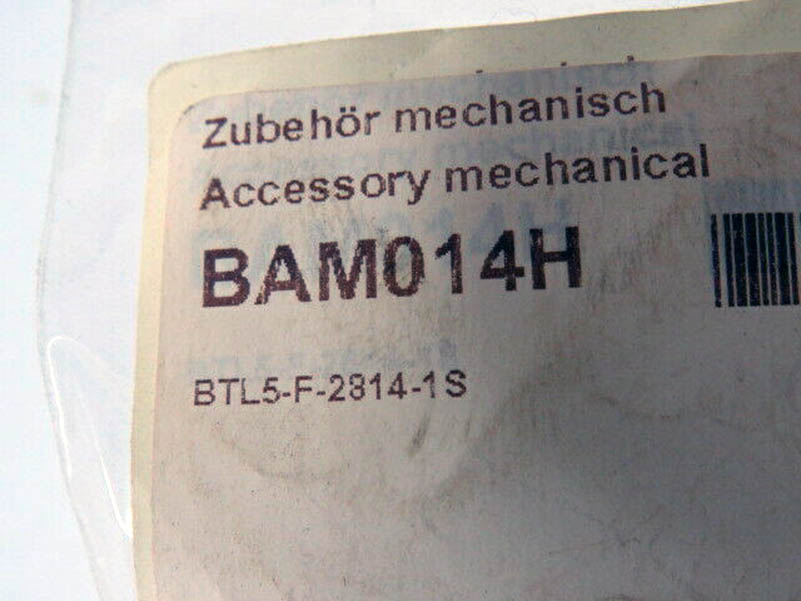 Zubehör mechanisch
Accessory mechanical
BAM014H
BTL5-F-2814-1S